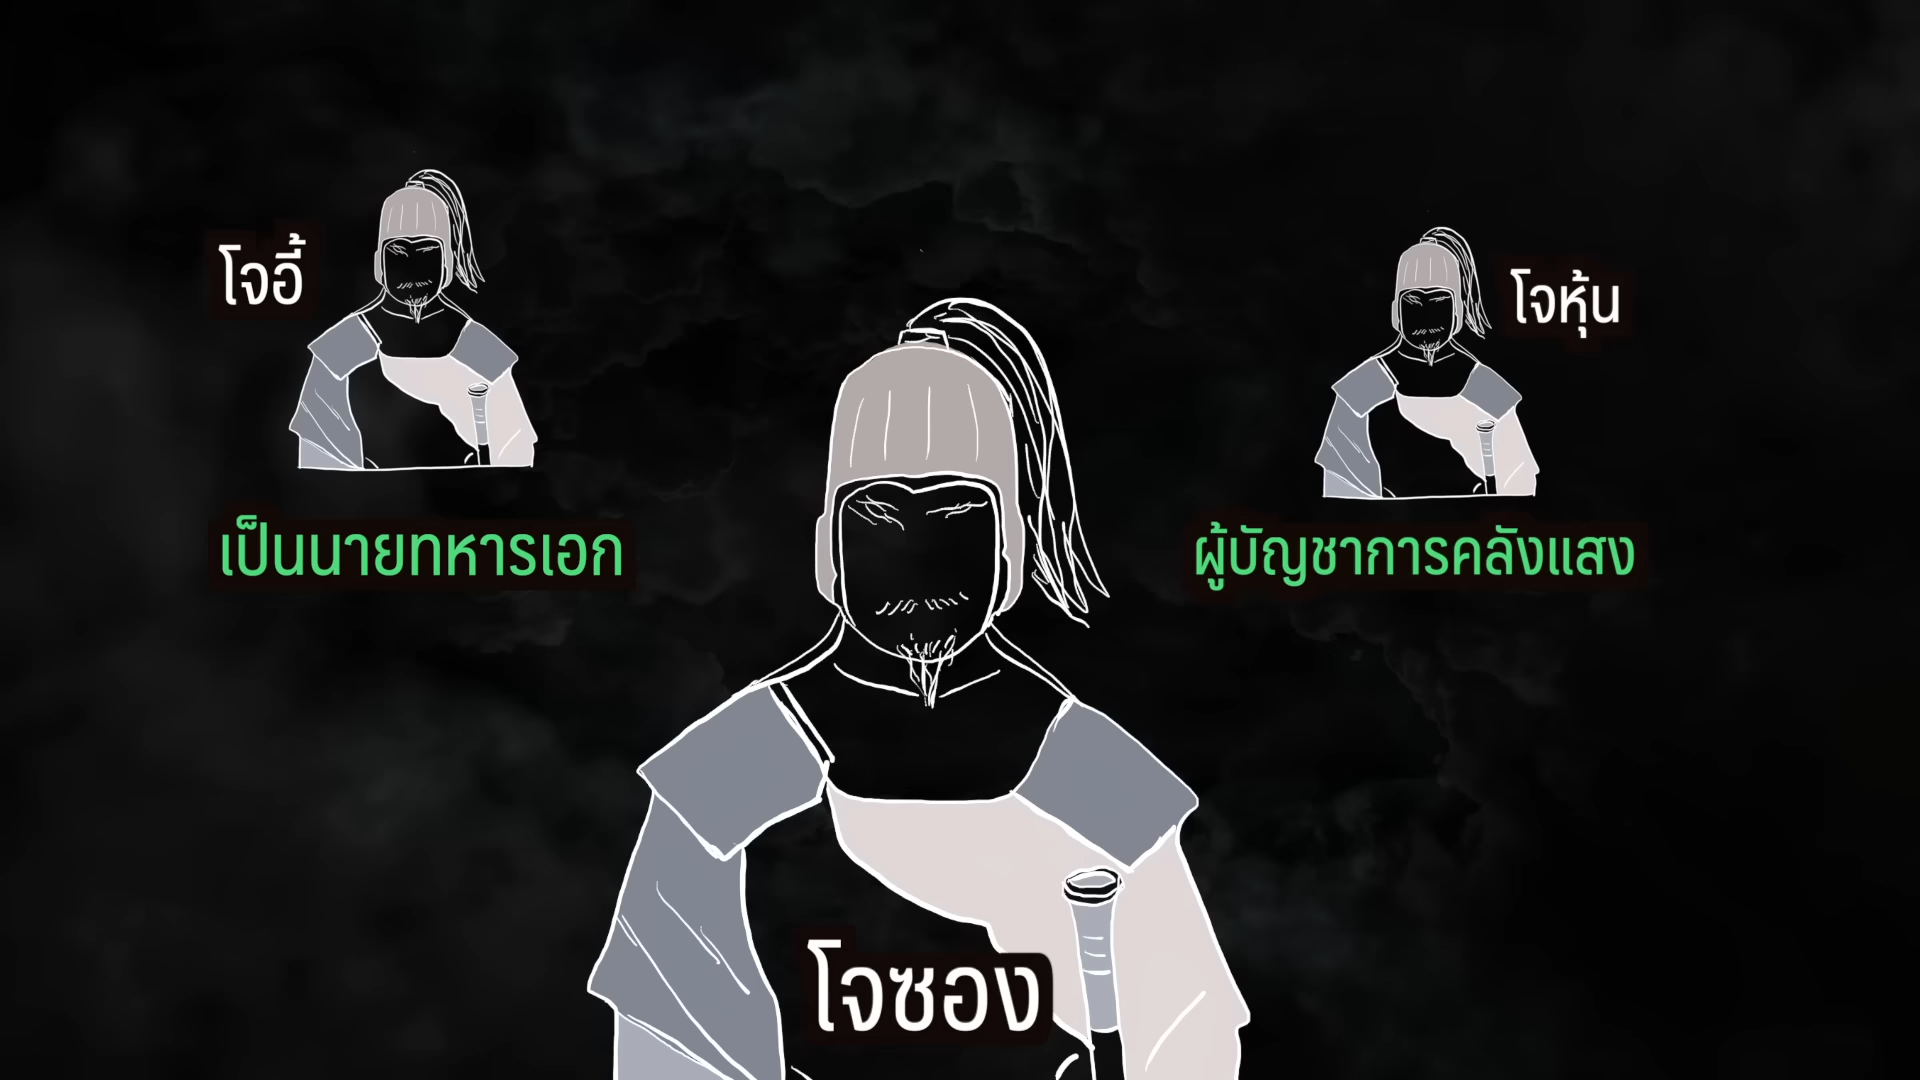 โจอี้
โจหุ้น
เป็นนายทหารเอก
ผู้บัญชาการคลังแสง
โจซอง